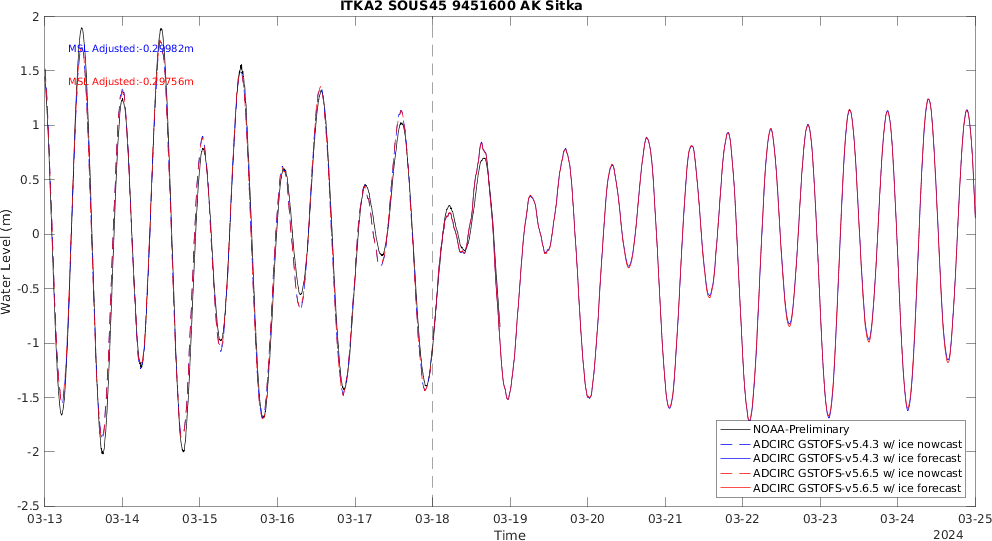 ITKA2 SOUS45 9451600 AK Sitka
2
1.5
1
0.5
0
-0.5
-1
-1.5
-2
-2.5
Water Level (m)
MSL Adjusted:-0.29982m
MSL Adjusted:-0.29756m
NOAA-Preliminary
ADCIRC GSTOFS-v5.4.3 w/ ice nowcast
ADCIRC GSTOFS-v5.4.3 w/ ice forecast
ADCIRC GSTOFS-v5.6.5 w/ ice nowcast
ADCIRC GSTOFS-v5.6.5 w/ ice forecast
03-13 03-14 03-15 03-16 03-17 03-18 03-19 03-20 03-21 03-22 03-23 03-24 03-25
Time
2024